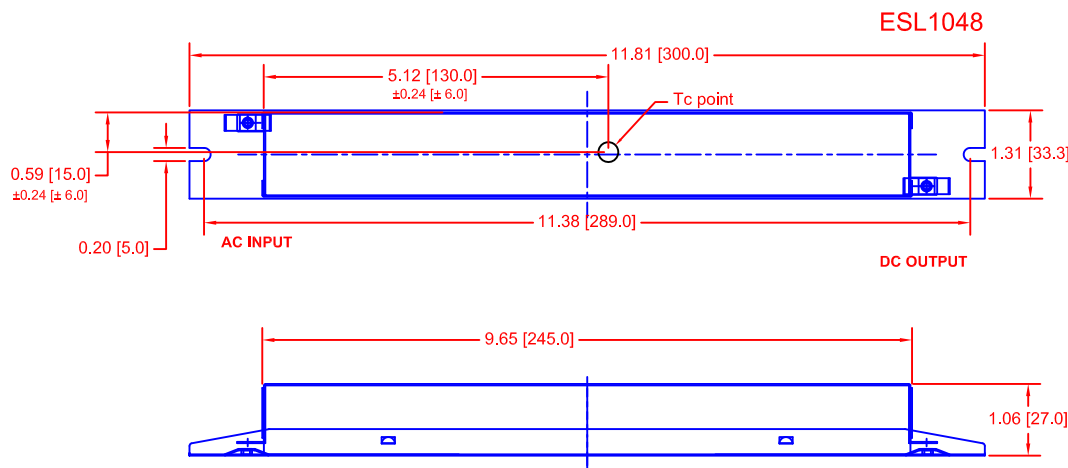 ESL1048
11.81 [300.0]
5.12 [130.0]
±0.24 [± 6.0]
Tc point
0.59 [15.0]
±0.24 [± 6.0]
1.31 [33.3]
11.38 [289.0]
0.20 [5.0]
AC INPUT
DC OUTPUT
9.65 [245.0]
1.06 [27.0]